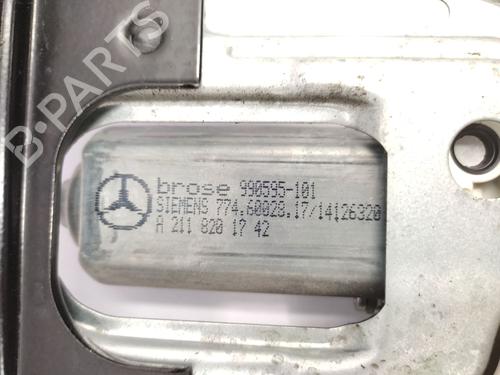 B-PARTS
brose 990595-101
SIEMENS 774.60028.17/14126320
A 211 820 17 42